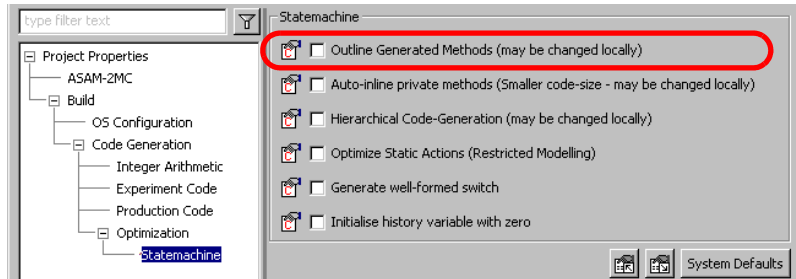 type filter text
Project Properties
ASAM-2MC
Build
OS Configuration
Code Generation
Integer Arithmetic
Experiment Code
Production Code
Optimization
Statemachine
Statemachine
Outline Generated Methods (may be changed locally)
Auto-inline private methods (Smaller code-size - may be changed locally)
Hierarchical Code-Generation (may be changed locally)
Optimize Static Actions (Restricted Modelling)
Generate well-formed switch
Initialise history variable with zero
System Defaults